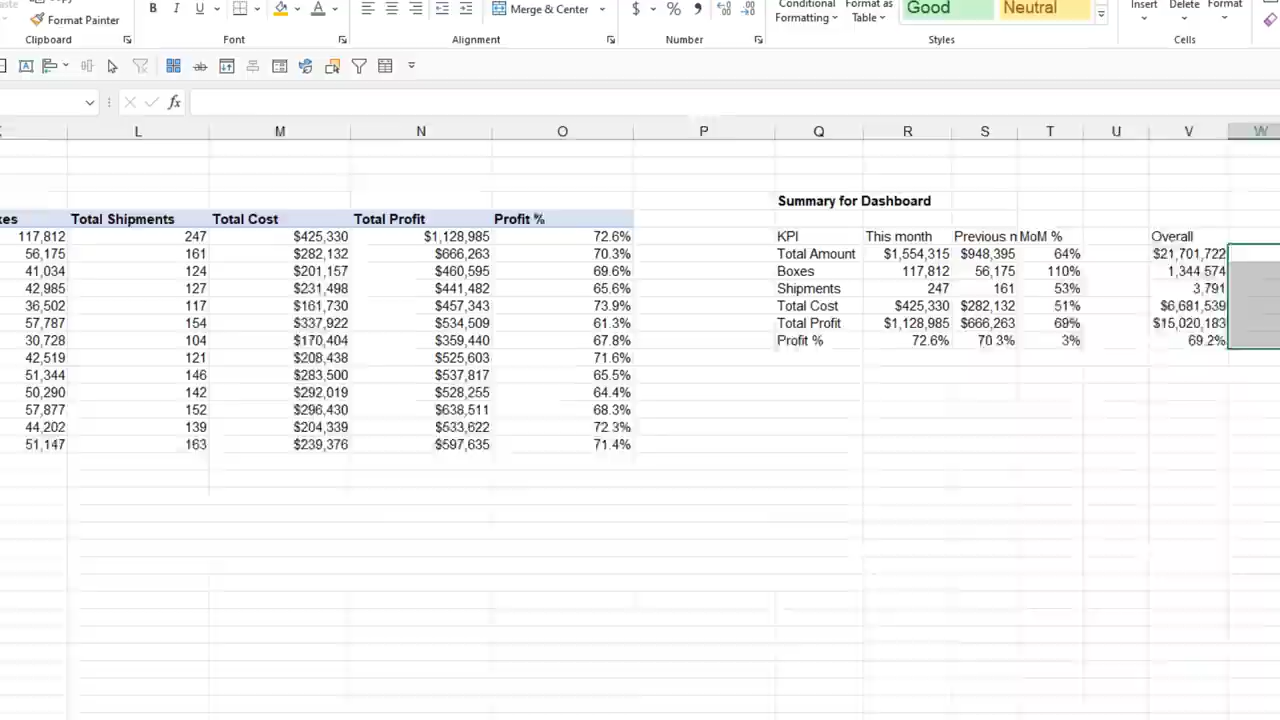 Format Painter
Clipboard
B I U A
Font
Merge & Center
Alignment
$ % 9
Number
Conditional
Formatting
Format as
Table
Good
Neutral
Styles
Insert
Delete
Format
Cells
fx
L M N O P Q R S T U V W
Summary for Dashboard
xes Total Shipments Total Cost Total Profit Profit %
117,812 247 $425,330 $1,128,985 72.6% KPI This month Previous n MoM % Overall
56,175 161 $282,132 $666,263 70.3% Total Amount $1,554,315 $948,395 64% $21,701,722
41,034 124 $201,157 $460,595 69.6% Boxes 117,812 56,175 110% 1,344,574
42,985 127 $231,498 $441,482 65.6% Shipments 247 161 53% 3,791
36,502 117 $161,730 $457,343 73.9% Total Cost $425,330 $282,132 51% $6,681,539
57,787 154 $337,922 $534,509 61.3% Total Profit $1,128,985 $666,263 69% $15,020,183
30,728 104 $170,404 $359,440 67.8% Profit % 72.6% 70.3% 3% 69.2%
42,519 121 $208,438 $525,603 71.6%
51,344 146 $283,500 $537,817 65.5%
50,290 142 $292,019 $528,255 64.4%
57,877 152 $296,430 $638,511 68.3%
44,202 139 $204,339 $533,622 72.3%
51,147 163 $239,376 $597,635 71.4%